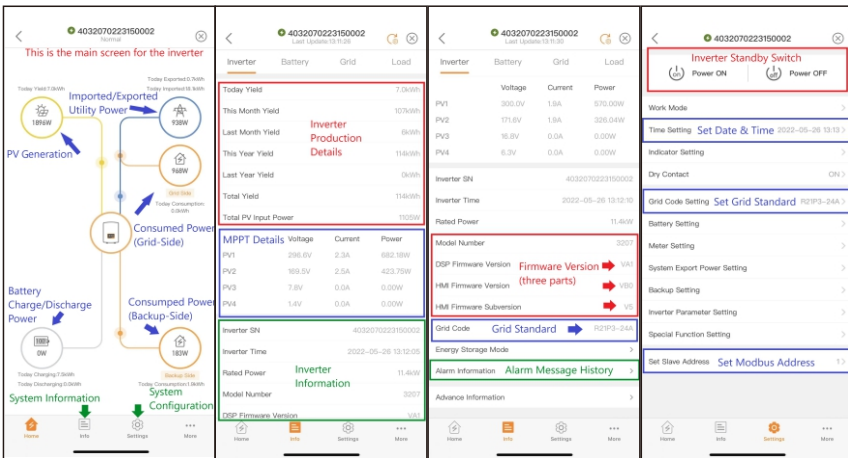 4032070223150002
Normal
This is the main screen for the inverter
Today Exported:0.7kWh
Today Yield:7.0kWh
Today Imported:18.1kWh
Imported/Exported
Utility Power
1896W
938W
PV Generation
968W
Grid Side
Today Consumption:
0.0kWh
Consumed Power
(Grid-Side)
Battery
Charge/Discharge
Power
Consumped Power
(Backup-Side)
0W
183W
Backup Side
Today Charging:7.5kWh
Today Discharging:0.5kWh
Today Consumption:1.8kWh
System Information
System
Configuration
Home
Info
Settings
More
4032070223150002
Last Update:13:11:28
Inverter Battery Grid Load
Today Yield 7.0kWh
This Month Yield 107kWh
Last Month Yield 6kWh
This Year Yield 114kWh
Last Year Yield 0kWh
Total Yield 114kWh
Total PV Input Power 1105W
Inverter
Production
Details
MPPT Details Voltage Current Power
PV1 296.6V 2.3A 682.18W
PV2 169.5V 2.5A 423.75W
PV3 7.8V 0.0A 0.00W
PV4 1.4V 0.0A 0.00W
Inverter SN 4032070223150002
Inverter Time 2022-05-26 13:12:05
Rated Power 11.4kW
Model Number 3207
DSP Firmware Version VA1
Inverter
Information
Home
Info
Settings
More
4032070223150002
Last Update:13:11:30
Inverter Battery Grid Load
Voltage Current Power
PV1 300.0V 1.9A 570.00W
PV2 171.6V 1.9A 326.04W
PV3 16.8V 0.0A 0.00W
PV4 6.3V 0.0A 0.00W
Inverter SN 4032070223150002
Inverter Time 2022-05-26 13:12:10
Rated Power 11.4kW
Model Number 3207
DSP Firmware Version VA1
HMI Firmware Version VB0
HMI Firmware Subversion V5
Firmware Version
(three parts)
Grid Code Grid Standard R21P3-24A
Energy Storage Mode
Alarm Information Alarm Message History
Advance Information
Home
Info
Settings
More
4032070223150002
Inverter Standby Switch
on Power ON
off Power OFF
Work Mode
Time Setting Set Date & Time 2022-05-26 13:13
Indicator Setting
Dry Contact ON
Grid Code Setting Set Grid Standard R21P3-24A
Battery Setting
Meter Setting
System Export Power Setting
Backup Setting
Inverter Parameter Setting
Special Function Setting
Set Slave Address Set Modbus Address 1
Home
Info
Settings
More